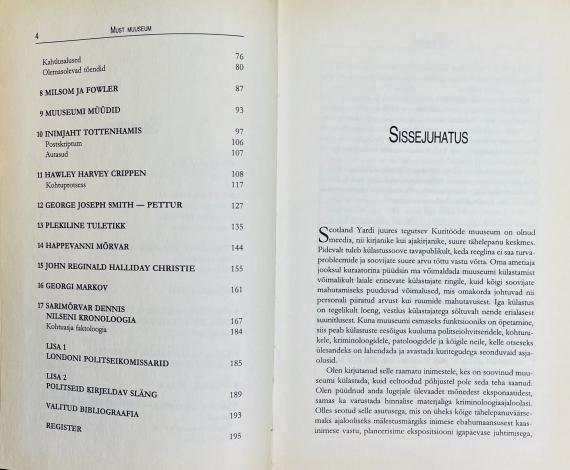 4 MUST MUUSEUM
Kahtlusalused 76
Olemasolevad tõendid 80
8 MILSOM JA FOWLER 87
9 MUUSEUMI MÜÜDID 93
10 INIMJAHT TOTTENHAMIS 97
Postskriptum 106
Autasud 107
11 HAWLEY HARVEY CRIPPEN 108
Kohtuprotsess 117
12 GEORGE JOSEPH SMITH — PETTUR 127
13 PLEKILINE TULETIKK 135
14 HAPPEVANNI MÕRVAR 144
15 JOHN REGINALD HALLIDAY CHRISTIE 155
16 GEORGI MARKOV 161
17 SARIMÕRVAR DENNIS
NILSENI KRONOLOOGIA 167
Kohtuasja faktoloogia 184
LISA 1
LONDONI POLITSEIKOMISSARID 185
LISA 2
POLITSEID KIRJELDAV SLÄNG 189
VALITUD BIBLIOGRAAFIA 193
REGISTER 195
SISSEJUHATUS
Scotland Yardi juures tegutsev Kuritööde muuseum on olnud
meedia, nii kirjanike kui ajakirjanike, suure tähelepanu keskmes.
Pidevalt tuleb külastussoove tavapublikult, keda reeglina ei saa turva-
probleemide ja soovijate suure arvu tõttu vastu võtta. Oma ametiaja
jooksul kuraatorina püüdsin ma võimaldada muuseumi külastamist
võimalikult laiale ennevate külastajate ringile, kuid kõigi soovijate
mahutamiseks puuduvad võimalused, mis omakorda johtuvad nii
personali piiratud arvust kui ruumide mahutavusest. Iga külastus
on tegelikult loeng, vestlus külastajatega sõltuvalt nende erialasest
suunitlusest. Kuna muuseumi esmaseks funktsiooniks on õpetamine,
siis peab külastuste eesõigus kuuluma politseiohvitseridele, kohtuni-
kele, kriminoloogidele, patoloogidele ja kõigile neile, kelle otseseks
ülesandeks on lahendada ja avastada kuritegudega seonduvaid asja-
olusid.
Olen kirjutanud selle raamatu inimestele, kes on soovinud muu-
seumi külastada, kuid eeltoodud põhjustel pole seda teha saanud.
Olen püüdnud anda lugejale ülevaadet mõnedest eksponaatidest,
samas ka varustada hinnalise materjaliga kriminoloogiaajaloolasi.
Olles seotud selle asutusega, mis on üheks kõige tähelepanuväärse-
maks ajalooliseks mälestusmärgiks inimese ebahumaansusest kaas-
inimese vastu, planeerisime ekspositsiooni igapäevase juhtimisega,